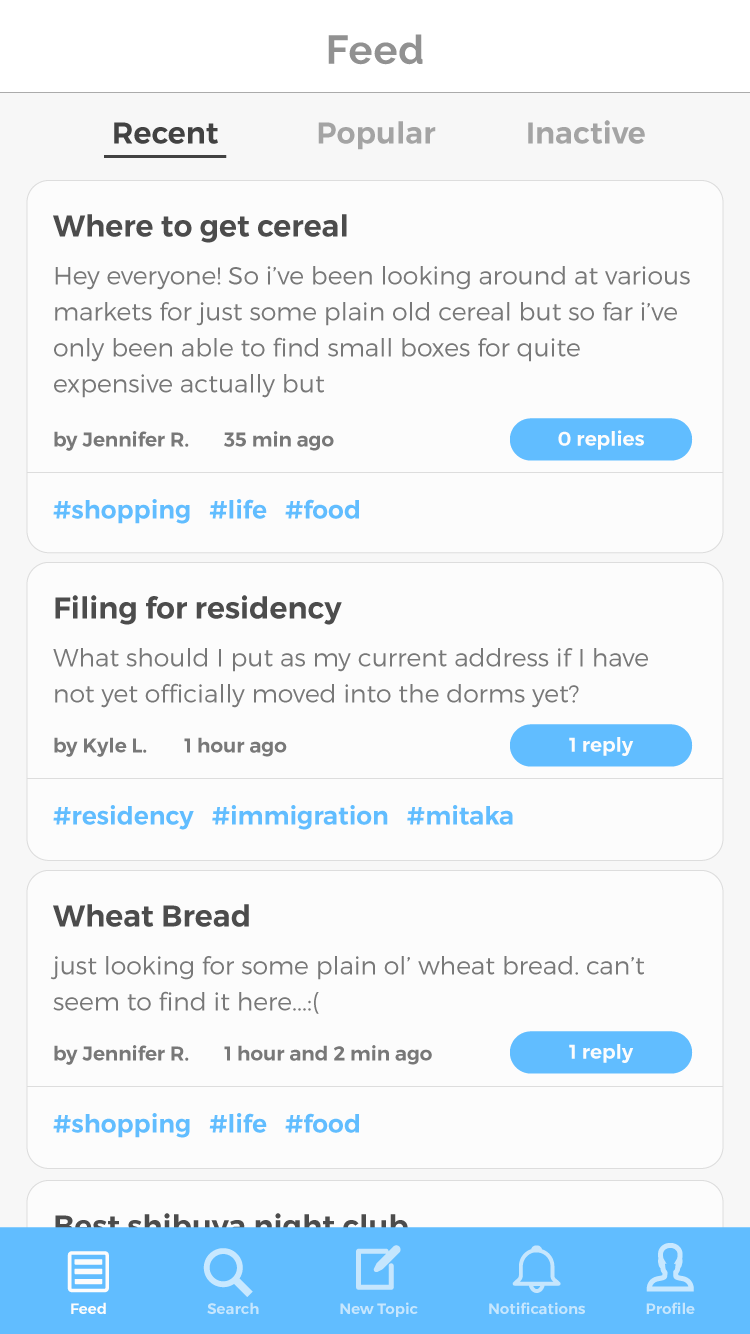 Feed
Recent Popular Inactive
Where to get cereal
Hey everyone! So i’ve been looking around at various
markets for just some plain old cereal but so far i’ve
only been able to find small boxes for quite
expensive actually but
by Jennifer R. 35 min ago 0 replies
#shopping #life #food
Filing for residency
What should I put as my current address if I have
not yet officially moved into the dorms yet?
by Kyle L. 1 hour ago 1 reply
#residency #immigration #mitaka
Wheat Bread
just looking for some plain ol’ wheat bread. can’t
seem to find it here...:(
by Jennifer R. 1 hour and 2 min ago 1 reply
#shopping #life #food
Best shibuya night club
Feed Search New Topic Notifications Profile